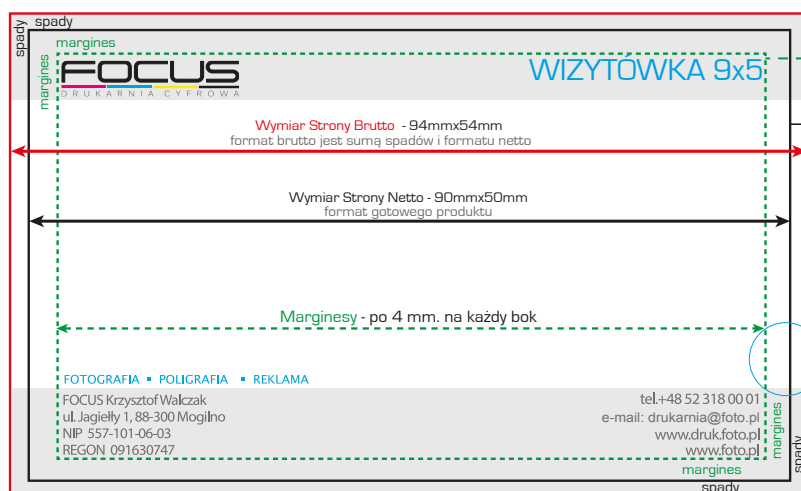 spady
spady
margines
margines
FOCUS
DRUKARNIA CYFROWA
WIZYTÓWKA 9x5
Wymiar Strony Brutto - 94mmx54mm
format brutto jest sumą spadów i formatu netto
Wymiar Strony Netto - 90mmx50mm
format gotowego produktu
Marginesy - po 4 mm. na każdy bok
FOTOGRAFIA ▪ POLIGRAFIA ▪ REKLAMA
FOCUS Krzysztof Walczak
ul. Jagiełły 1, 88-300 Mogilno
NIP 557-101-06-03
REGON 091630747
tel.+48 52 318 00 01
e-mail: drukarnia@foto.pl
www.druk.foto.pl
www.foto.pl
margines
margines
spady
spady